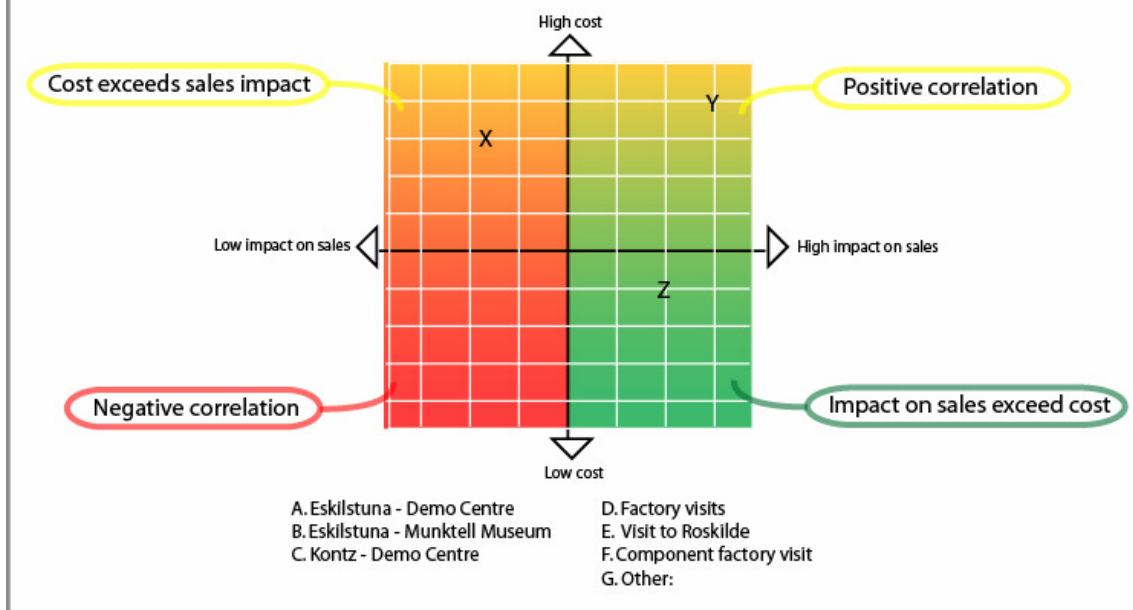 High cost
Cost exceeds sales impact
Positive correlation
Y
X
Low impact on sales
High impact on sales
Z
Negative correlation
Impact on sales exceed cost
Low cost
A. Eskilstuna - Demo Centre
B. Eskilstuna - Munktell Museum
C. Kontz - Demo Centre
D. Factory visits
E. Visit to Roskilde
F. Component factory visit
G. Other: